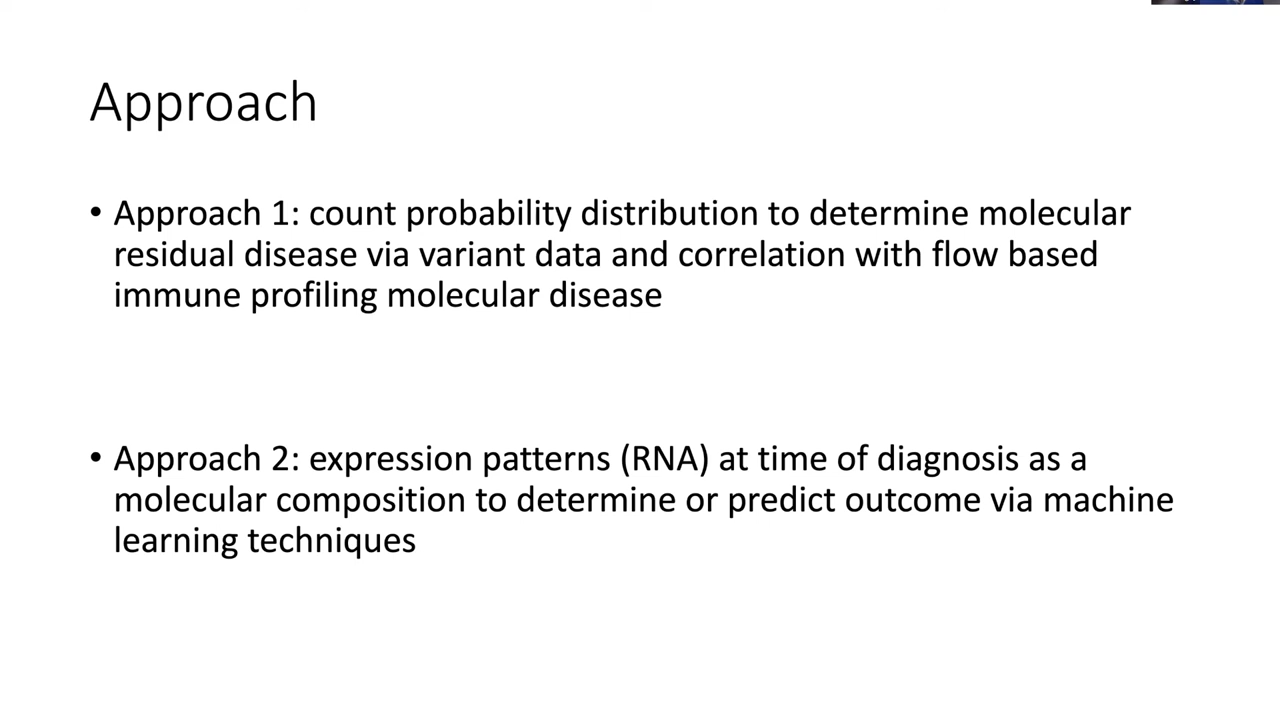 Approach
• Approach 1: count probability distribution to determine molecular
residual disease via variant data and correlation with flow based
immune profiling molecular disease
• Approach 2: expression patterns (RNA) at time of diagnosis as a
molecular composition to determine or predict outcome via machine
learning techniques